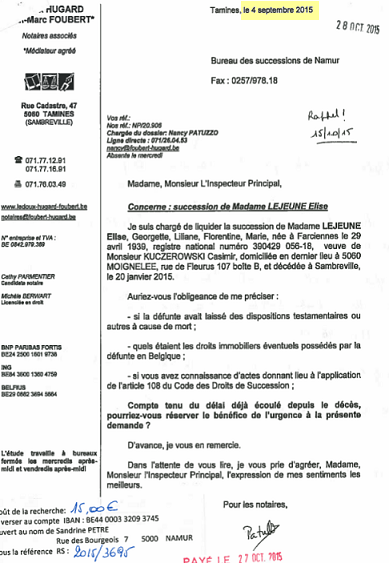 HUGARD
-Marc FOUBERT*
Notaires associés
*Médiateur agréé
Rue Cadastre, 47
5060 TAMINES
(SAMBREVILLE)
071.77.12.91
071.77.16.91
071.76.03.49
www.ledoux-hugard-foubert.be
notaires@foubert-hugard.be
N° entreprise et TVA :
BE 0842.979.369
Cathy PARMENTIER
Candidate notaire
Michèle BERWART
Licenciée en droit
BNP PARIBAS FORTIS
BE24 2500 1601 9738
ING
BE84 3600 1360 4759
BELFIUS
BE29 0682 3694 5664
L'étude travaille à bureaux
fermés les mercredis après-
midi et vendredis après-midi
Tamines, le 4 septembre 2015
28 OCT. 2015
Bureau des successions de Namur
Fax : 0257/978.18
Rappel !
15/10/15
Vos réf.:
Nos réf.: NP/20.906
Chargée du dossier: Nancy PATUZZO
Ligne directe : 071/26.04.53
nancy@foubert-hugard.be
Absente le mercredi
Madame, Monsieur L'Inspecteur Principal,
Concerne : succession de Madame LEJEUNE Elise
Je suis chargé de liquider la succession de Madame LEJEUNE
Elise, Georgette, Liliane, Florentine, Marie, née à Farciennes le 29
avril 1939, registre national numéro 390429 056-18, veuve de
Monsieur KUCZEROWSKI Casimir, domiciliée en dernier lieu à 5060
MOIGNELEE, rue de Fleurus 107 boîte B, et décédée à Sambreville,
le 20 janvier 2015.
Auriez-vous l'obligeance de me préciser :
- si la défunte avait laissé des dispositions testamentaires ou
autres à cause de mort ;
- quels étaient les droits immobiliers éventuels possédés par la
défunte en Belgique ;
- si vous avez connaissance d'actes donnant lieu à l'application
de l'article 108 du Code des Droits de Succession ;
Compte tenu du délai déjà écoulé depuis le décès,
pourriez-vous réserver le bénéfice de l'urgence à la présente
demande ?
D'avance, je vous en remercie.
Dans l'attente de vous lire, je vous prie d'agréer, Madame,
Monsieur l'Inspecteur Principal, l'expression de mes sentiments les
meilleurs.
Pour les notaires,
oût de la recherche: 15,00€
verser au compte IBAN : BE44 0003 3209 3745
uvert au nom de Sandrine PETRE
Rue des Bourgeois 7 5000 NAMUR
ous la référence RS : 2015/3695
PAYÉ LE 27 OCT. 2015